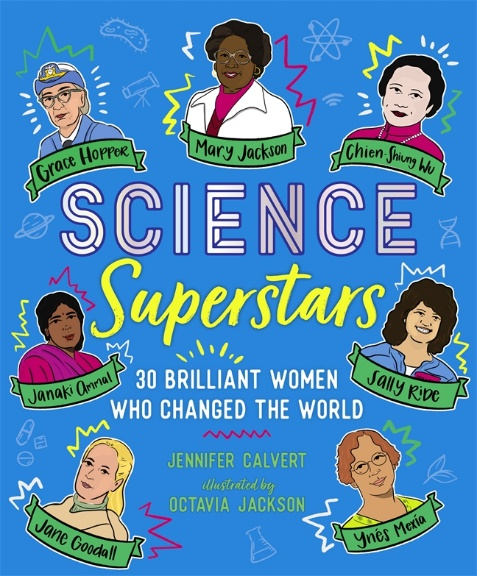 Grace Hopper
Mary Jackson
Chien-Shiung Wu
SCIENCE
Superstars
Janaki Ammal
30 BRILLIANT WOMEN
WHO CHANGED THE WORLD
Sally Ride
JENNIFER CALVERT
illustrated by
OCTAVIA JACKSON
Jane Goodall
Ynés Mexia